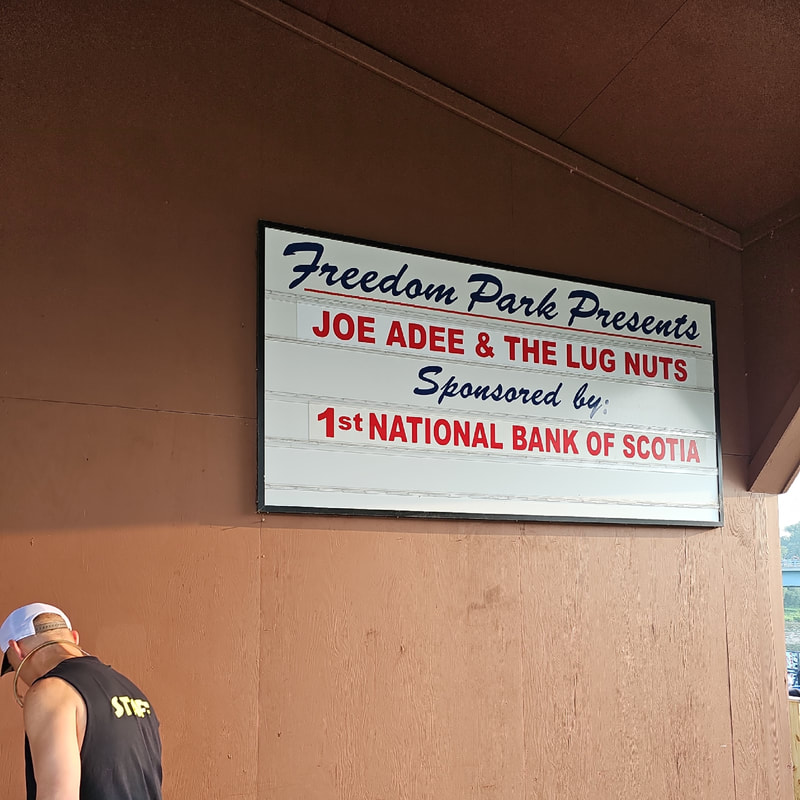 Freedom Park Presents
JOE ADEE & THE LUG NUTS
Sponsored by:
1st NATIONAL BANK OF SCOTIA